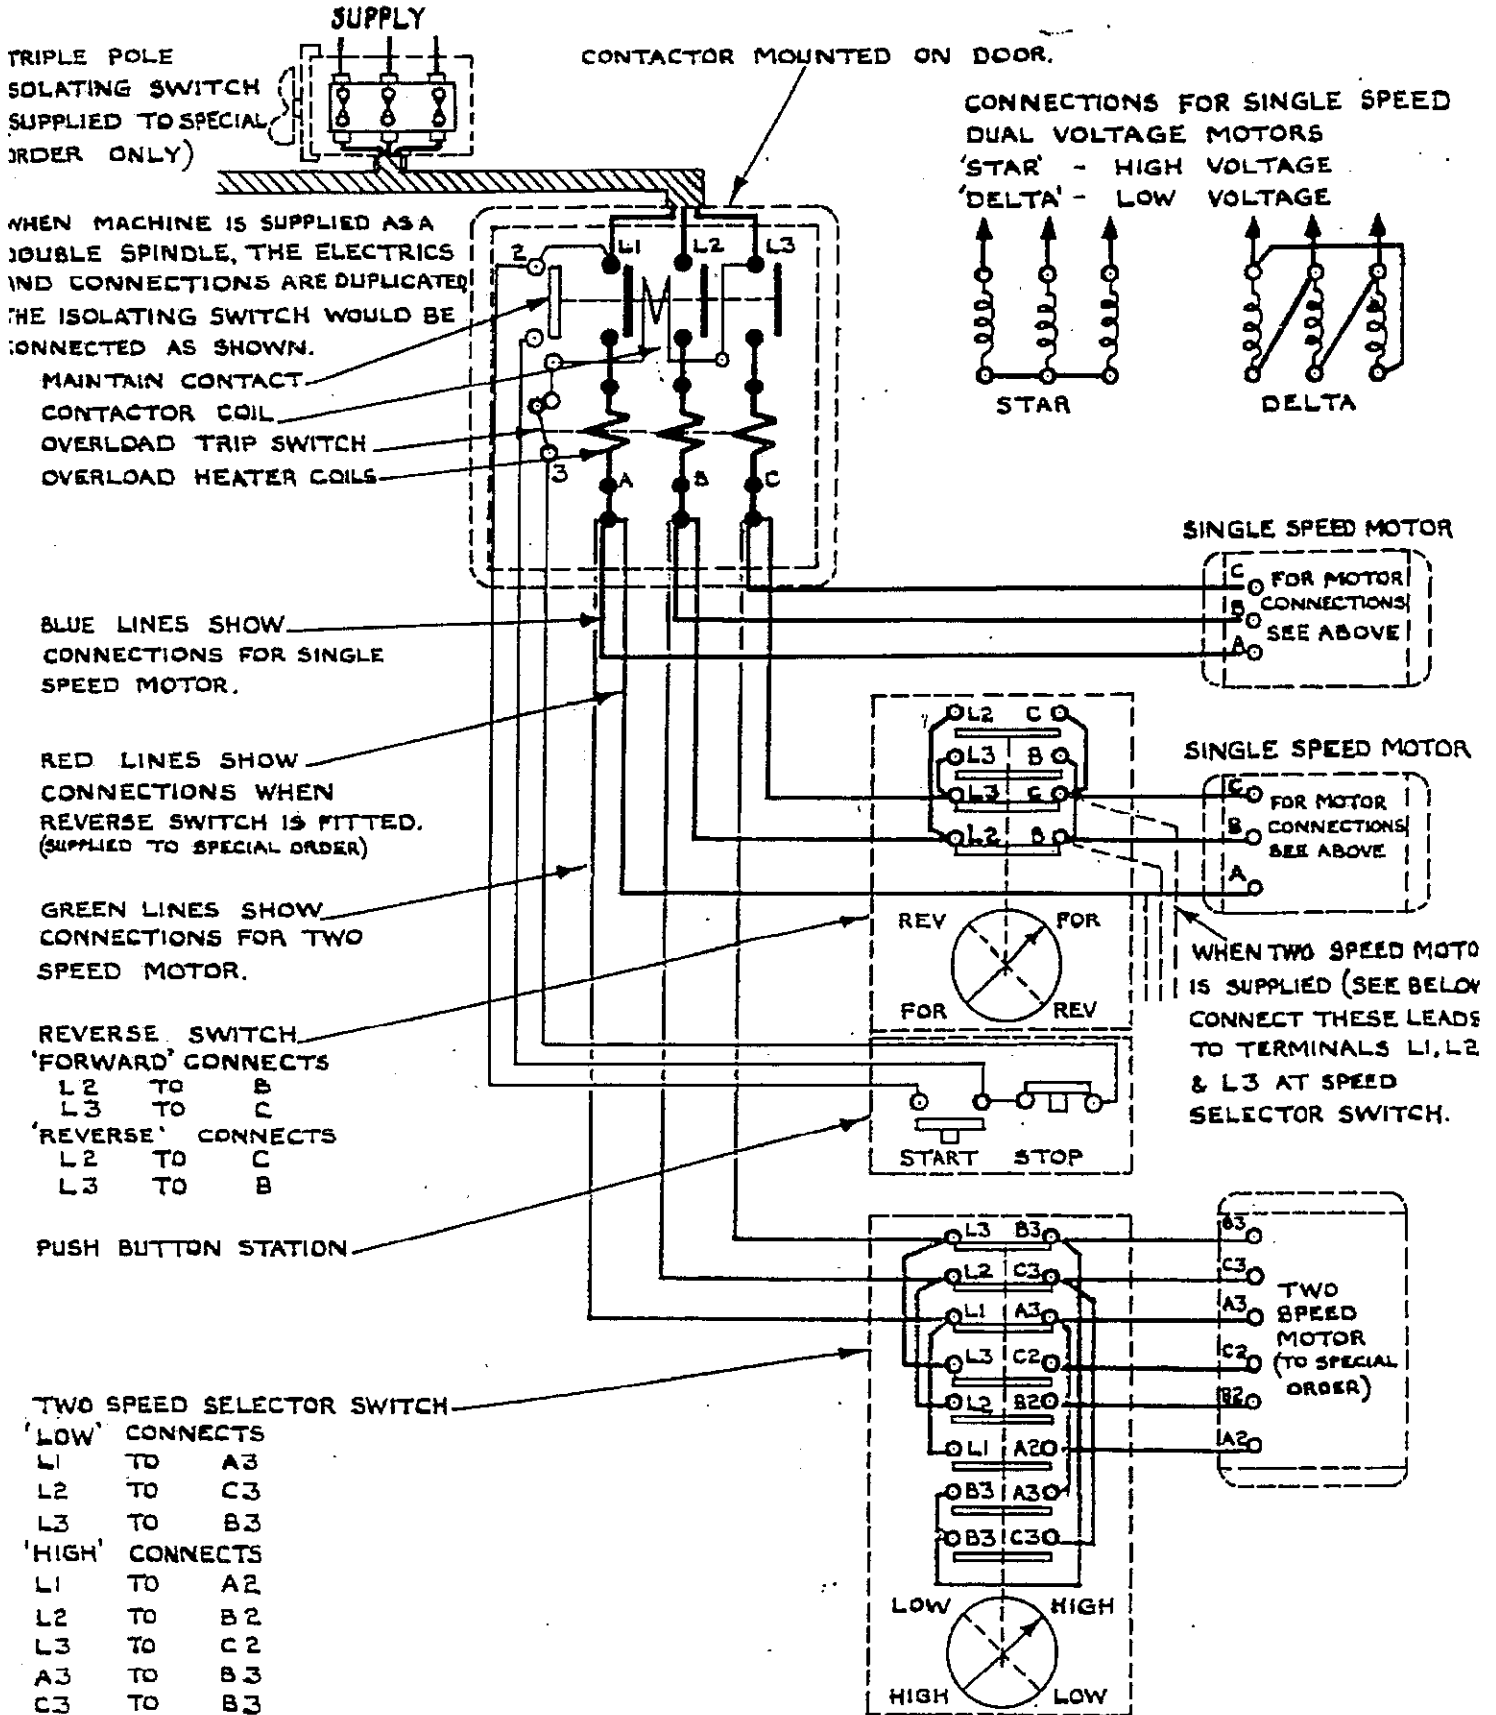 SUPPLY
TRIPLE POLE
SOLATING SWITCH
SUPPLIED TO SPECIAL
ORDER ONLY)
CONTACTOR MOUNTED ON DOOR.
CONNECTIONS FOR SINGLE SPEED
DUAL VOLTAGE MOTORS
'STAR' - HIGH VOLTAGE
'DELTA' - LOW VOLTAGE
STAR
DELTA
WHEN MACHINE IS SUPPLIED AS A
DOUBLE SPINDLE, THE ELECTRICS
AND CONNECTIONS ARE DUPLICATED
THE ISOLATING SWITCH WOULD BE
CONNECTED AS SHOWN.
MAINTAIN CONTACT
CONTACTOR COIL
OVERLOAD TRIP SWITCH
OVERLOAD HEATER COILS
2
L1
L2
L3
3
A
B
C
BLUE LINES SHOW
CONNECTIONS FOR SINGLE
SPEED MOTOR.
RED LINES SHOW
CONNECTIONS WHEN
REVERSE SWITCH IS FITTED.
(SUPPLIED TO SPECIAL ORDER)
GREEN LINES SHOW
CONNECTIONS FOR TWO
SPEED MOTOR.
REVERSE SWITCH
'FORWARD' CONNECTS
L2 TO B
L3 TO C
'REVERSE' CONNECTS
L2 TO C
L3 TO B
PUSH BUTTON STATION
TWO SPEED SELECTOR SWITCH
'LOW' CONNECTS
L1 TO A3
L2 TO C3
L3 TO B3
'HIGH' CONNECTS
L1 TO A2
L2 TO B2
L3 TO C2
A3 TO B3
C3 TO B3
SINGLE SPEED MOTOR
C
B
A
FOR MOTOR
CONNECTIONS
SEE ABOVE
L2 C
L3 B
L3 C
L2 B
REV FOR
FOR REV
SINGLE SPEED MOTOR
C
B
A
FOR MOTOR
CONNECTIONS
SEE ABOVE
WHEN TWO SPEED MOTO
IS SUPPLIED (SEE BELOW
CONNECT THESE LEADS
TO TERMINALS L1, L2
& L3 AT SPEED
SELECTOR SWITCH.
START STOP
L3 B3
L2 C3
L1 A3
L3 C2
L2 B2
L1 A2
B3 A3
B3 C3
LOW HIGH
HIGH LOW
B3
C3
A3
C2
B2
A2
TWO
SPEED
MOTOR
(TO SPECIAL
ORDER)